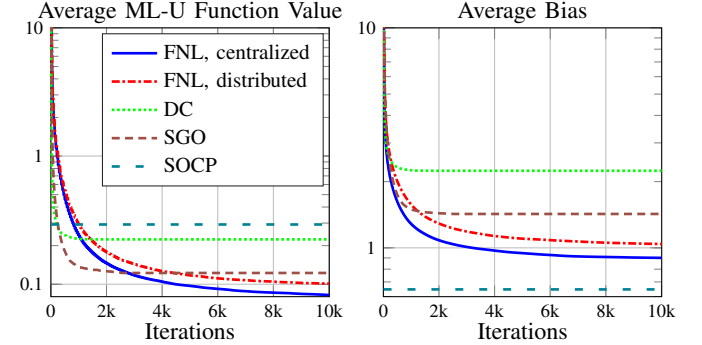 Average ML-U Function Value
10
1
0.1
FNL, centralized
FNL, distributed
DC
SGO
SOCP
0 2k 4k 6k 8k 10k
Iterations
Average Bias
10
1
0 2k 4k 6k 8k 10k
Iterations